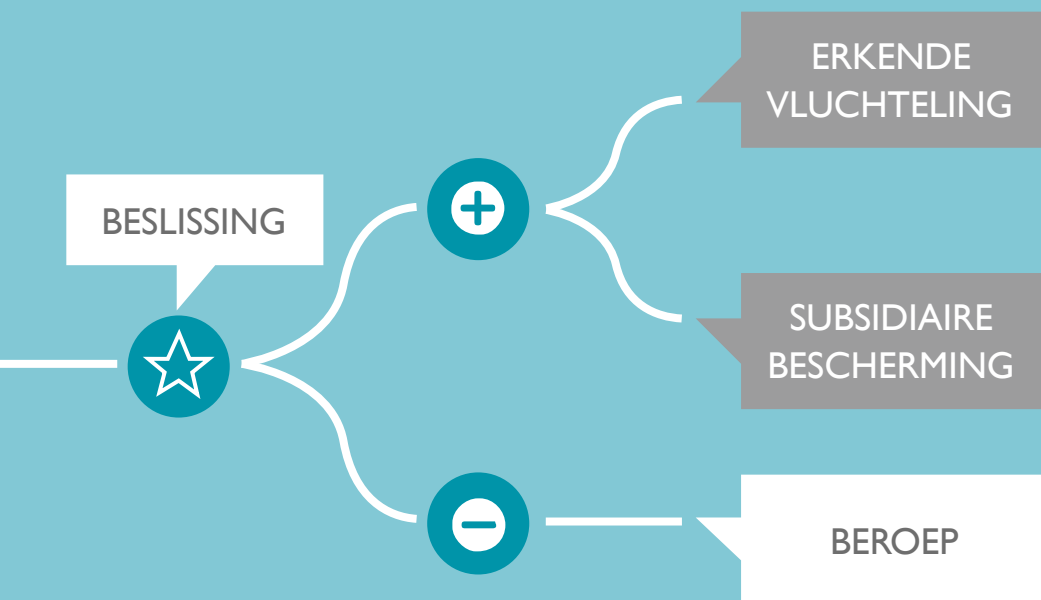 BESLISSING
ERKENDE
VLUCHTELING
SUBSIDIAIRE
BESCHERMING
BEROEP